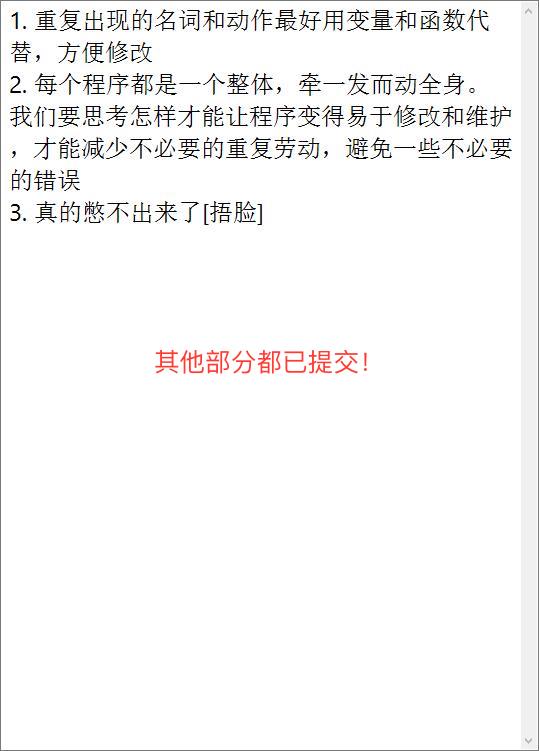 1. 重复出现的名词和动作最好用变量和函数代
替，方便修改
2. 每个程序都是一个整体，牵一发而动全身。
我们要思考怎样才能让程序变得易于修改和维护
，才能减少不必要的重复劳动，避免一些不必要
的错误
3. 真的憋不出来了[捂脸]
其他部分都已提交！